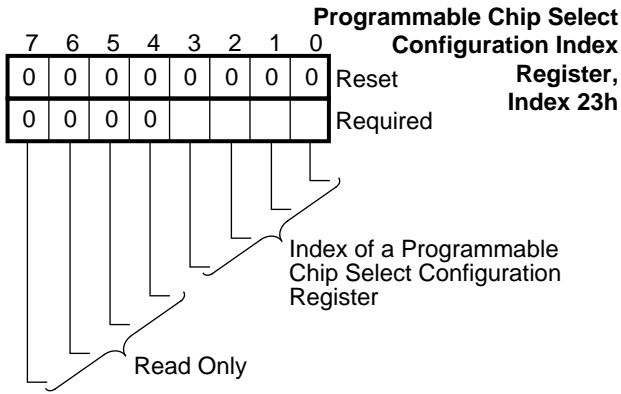 Programmable Chip Select
Configuration Index
Register,
Index 23h
7 6 5 4 3 2 1 0
0 0 0 0 0 0 0 0 Reset
0 0 0 0 Required
Index of a Programmable
Chip Select Configuration
Register
Read Only